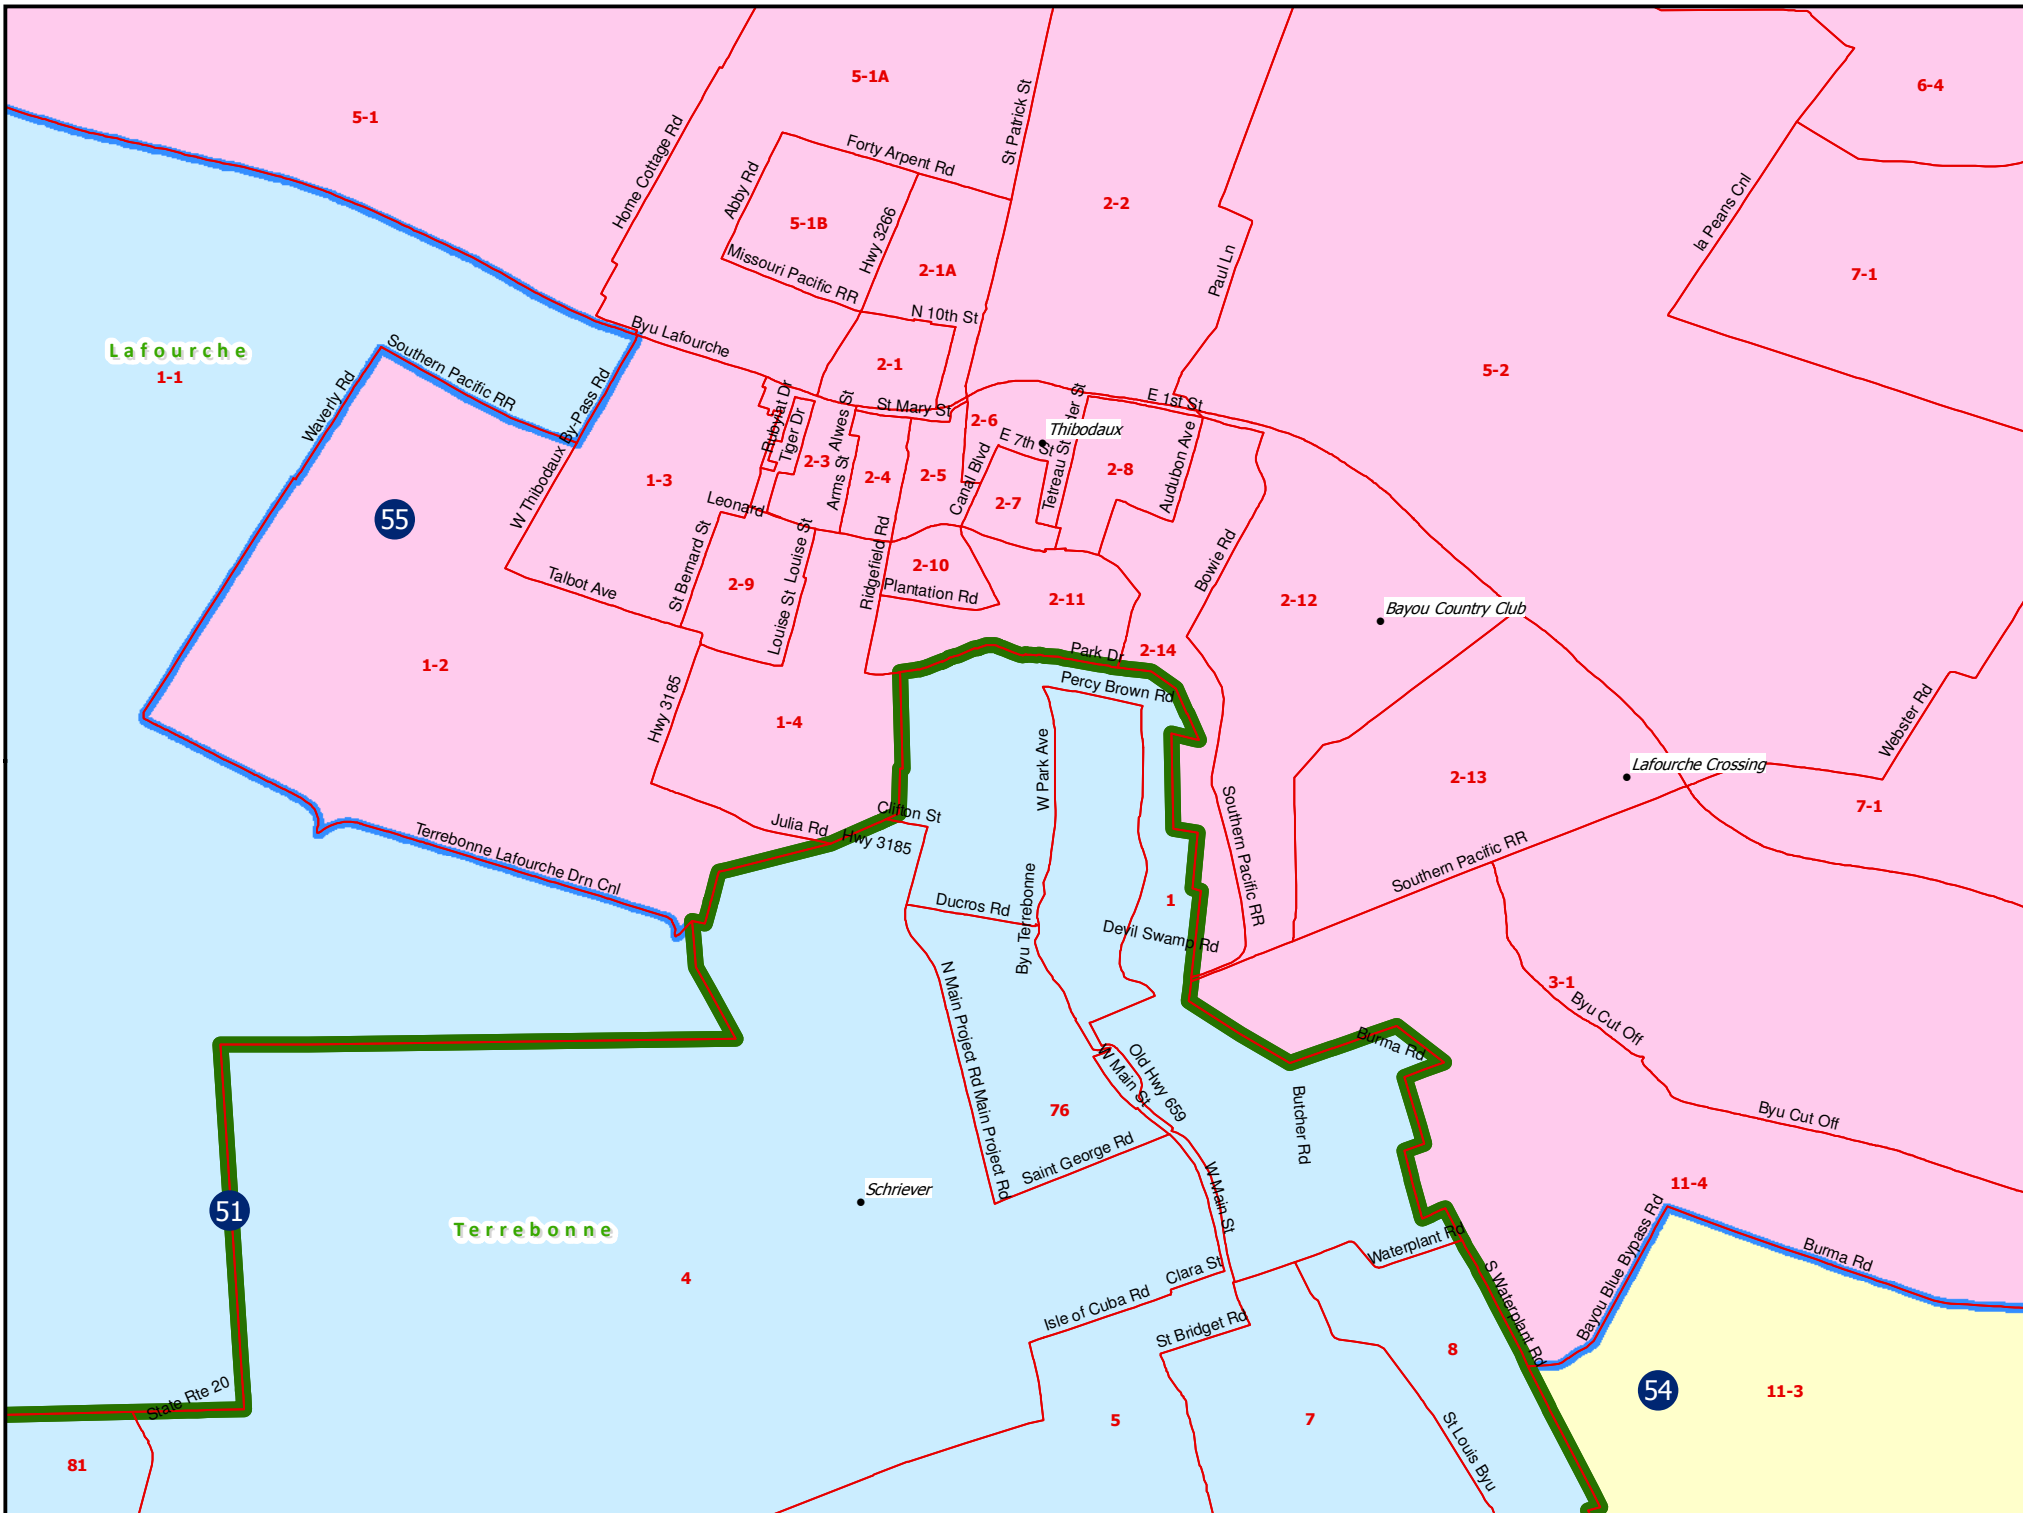 5-1A
6-4
5-1
Home Cottage Rd
St Patrick St
Forty Arpent Rd
Abby Rd
5-1B
Hwy 3266
2-2
la Peans Cnl
2-1A
7-1
Missouri Pacific RR
Paul Ln
N 10th St
Byu Lafourche
Lafourche
1-1
Southern Pacific RR
2-1
5-2
Waverly Rd
W Thibodaux By-Pass Rd
Rubylat Dr
Tiger Dr
Alwes St
St Mary St
E 1st St
2-6
Thibodaux
E 7th St
Tetreau St
der St
Audubon Ave
2-3
Arms St
2-4
2-5
Canal Blvd
2-7
2-8
1-3
Leonard
55
St Bernard St
Louise St
Louise St
Ridgefield Rd
2-10
Plantation Rd
Talbot Ave
2-9
2-11
Bowie Rd
2-12
Bayou Country Club
1-2
Park Dr
2-14
Percy Brown Rd
Hwy 3185
1-4
W Park Ave
Webster Rd
Lafourche Crossing
2-13
7-1
Southern Pacific RR
Clifton St
Julia Rd
Hwy 3185
Terrebonne Lafourche Drn Cnl
Southern Pacific RR
Ducros Rd
Byu Terrebonne
1
Devil Swamp Rd
N Main Project Rd
Main Project Rd
3-1
Byu Cut Off
Burma Rd
W Main St
Old Hwy 659
76
Butcher Rd
Byu Cut Off
Saint George Rd
Schriever
W Main St
11-4
51
Terrebonne
Waterplant Rd
Bayou Blue Bypass Rd
Burma Rd
4
Clara St
Isle of Cuba Rd
S Waterplant Rd
St Bridget Rd
8
54
11-3
State Rte 20
5
7
St Louis Byu
81